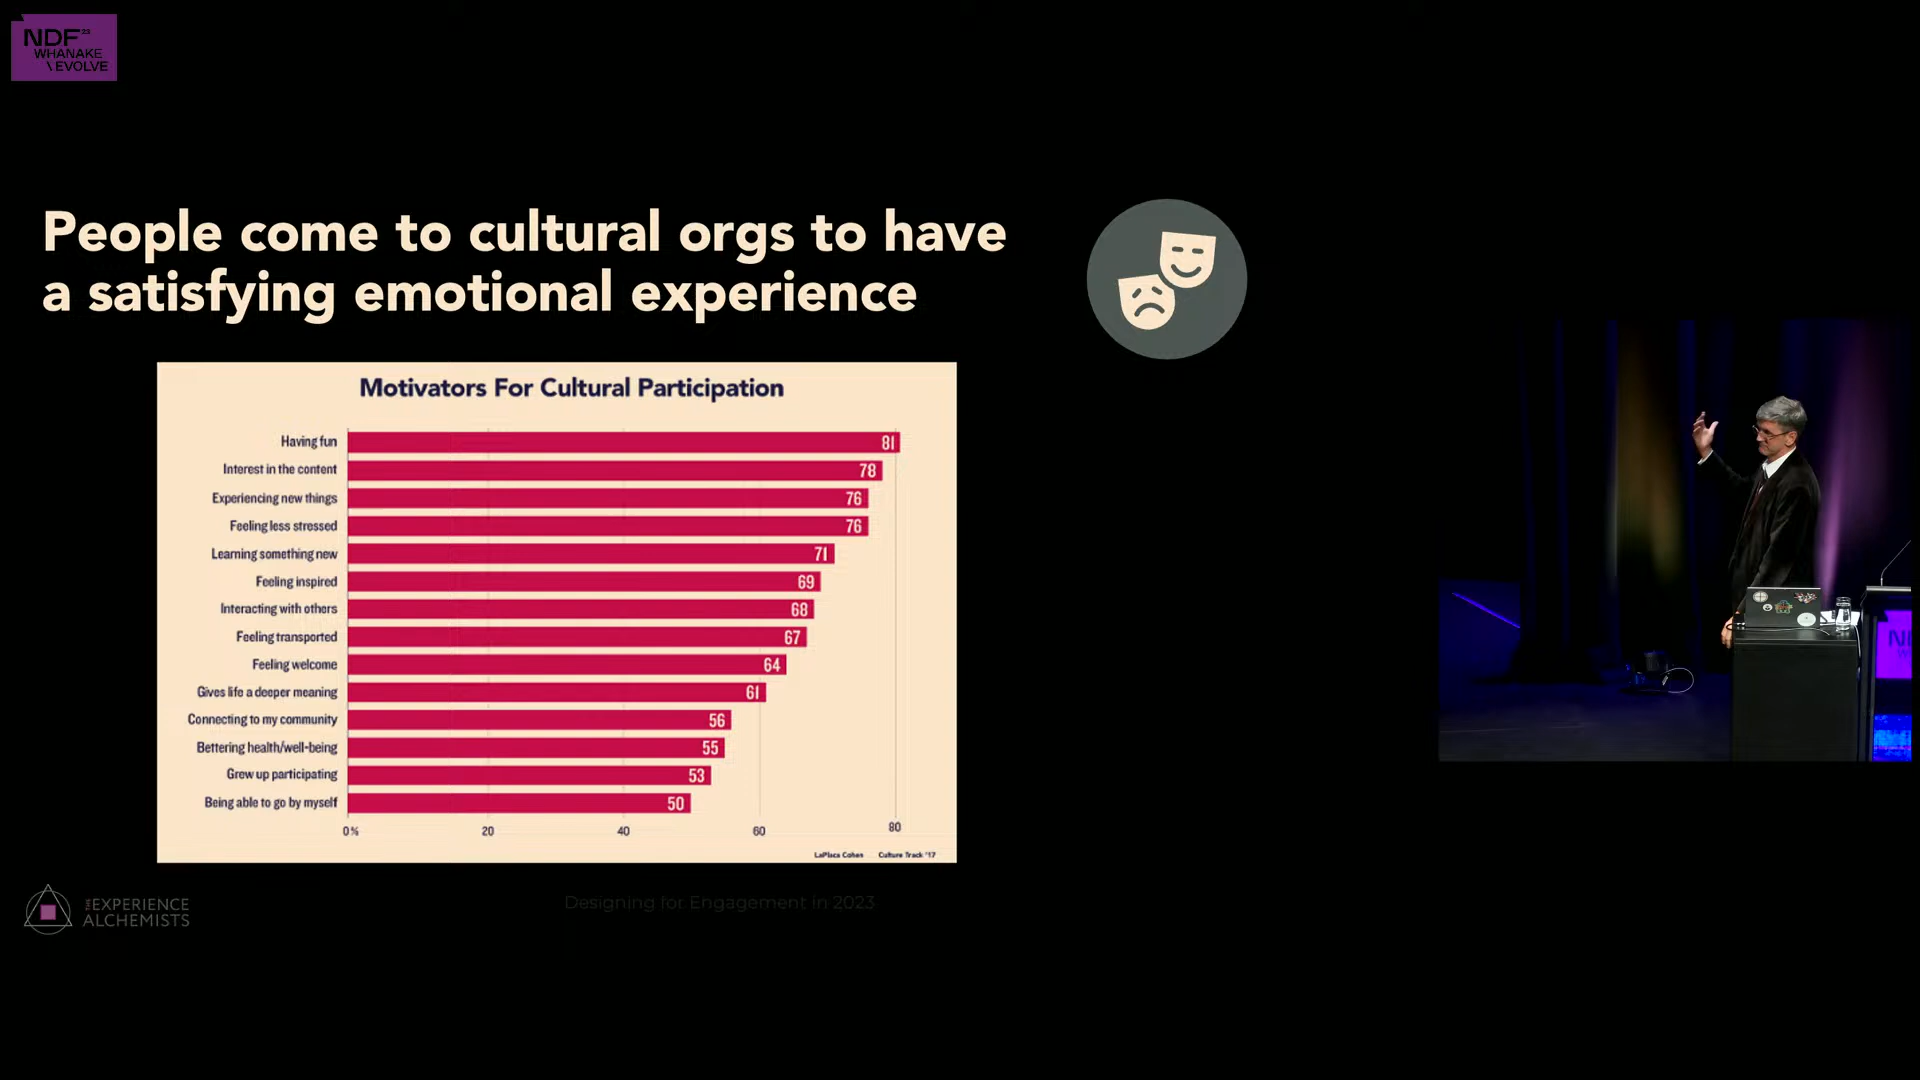 NDF23
WHANAKE
\EVOLVE
People come to cultural orgs to have
a satisfying emotional experience
Motivators For Cultural Participation
Having fun 81
Interest in the content 78
Experiencing new things 76
Feeling less stressed 76
Learning something new 71
Feeling inspired 69
Interacting with others 68
Feeling transported 67
Feeling welcome 64
Gives life a deeper meaning 61
Connecting to my community 56
Bettering health/well-being 55
Grew up participating 53
Being able to go by myself 50
0% 20 40 60 80
LaPlaca Cohen Culture Track '17
THE EXPERIENCE
ALCHEMISTS
Designing for Engagement in 2023